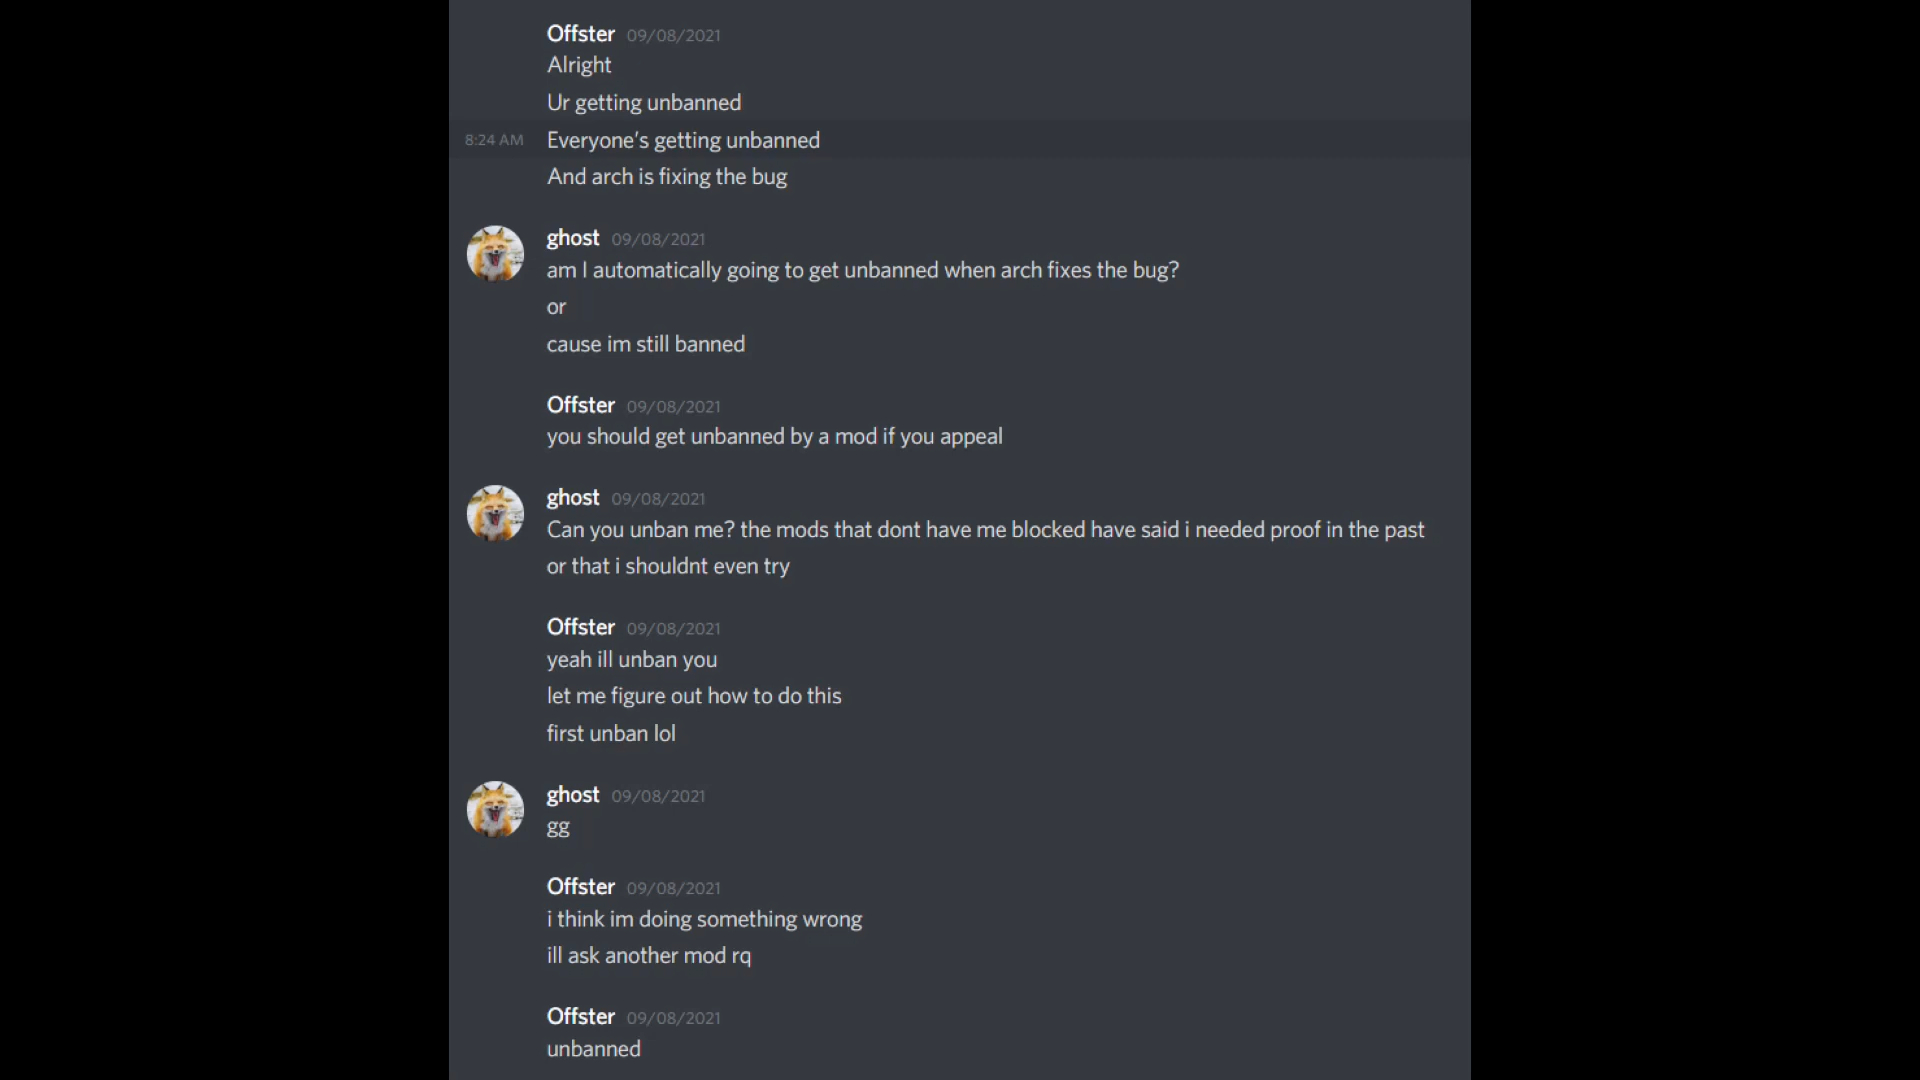 Offster 09/08/2021
Alright
Ur getting unbanned
8:24 AM Everyone’s getting unbanned
And arch is fixing the bug
ghost 09/08/2021
am I automatically going to get unbanned when arch fixes the bug?
or
cause im still banned
Offster 09/08/2021
you should get unbanned by a mod if you appeal
ghost 09/08/2021
Can you unban me? the mods that dont have me blocked have said i needed proof in the past
or that i shouldnt even try
Offster 09/08/2021
yeah ill unban you
let me figure out how to do this
first unban lol
ghost 09/08/2021
gg
Offster 09/08/2021
i think im doing something wrong
ill ask another mod rq
Offster 09/08/2021
unbanned